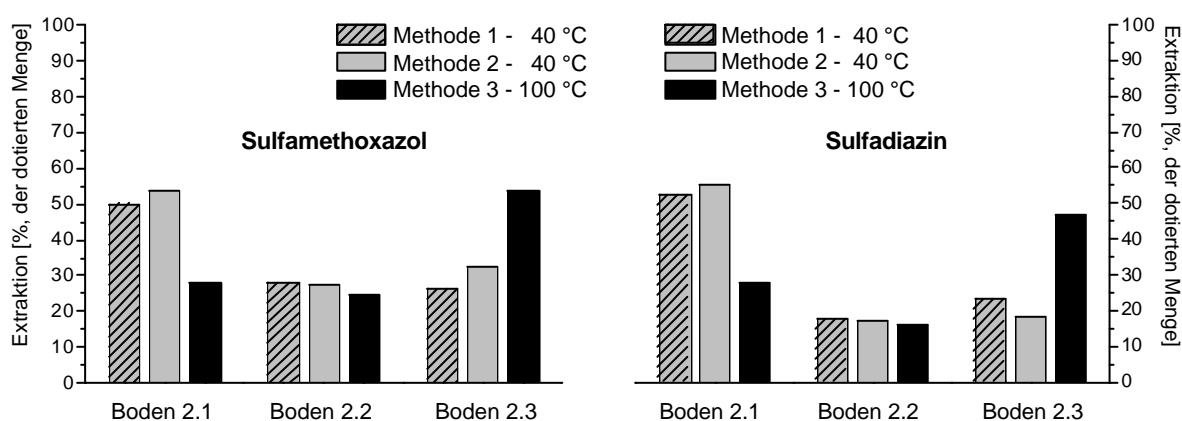 Extraktion [%, der dotierten Menge]
100
90
80
70
60
50
40
30
20
10
0
Methode 1 - 40 °C
Methode 2 - 40 °C
Methode 3 - 100 °C
Sulfamethoxazol
Boden 2.1
Boden 2.2
Boden 2.3
Methode 1 - 40 °C
Methode 2 - 40 °C
Methode 3 - 100 °C
Sulfadiazin
Boden 2.1
Boden 2.2
Boden 2.3
100
90
80
70
60
50
40
30
20
10
0
Extraktion [%, der dotierten Menge]